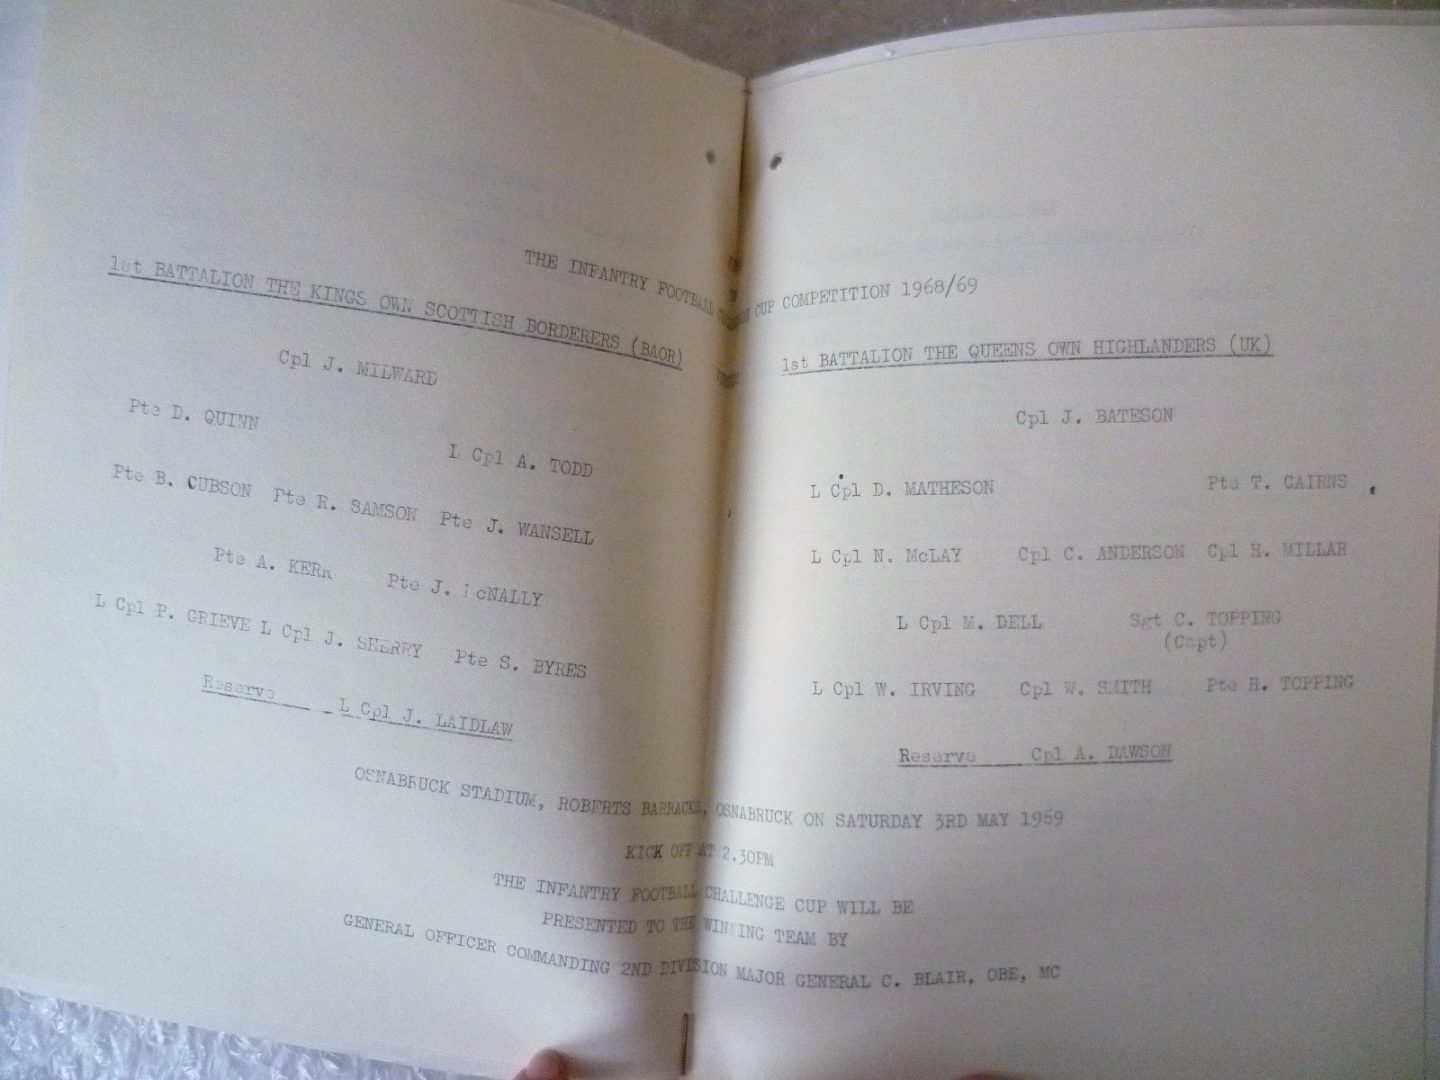 THE INFANTRY FOOTBALL CUP COMPETITION 1968/69
1st BATTALION THE KINGS OWN SCOTTISH BORDERERS (BAOR)
Cpl J. MILWARD
Pte D. QUINN
L Cpl A. TODD
Pte B. CUBSON Pte R. SAMSON Pte J. WANSELL
Pte A. KERR Pte J. McNALLY
L Cpl P. GRIEVE L Cpl J. SHERRY Pte S. BYRES
Reserve L Cpl J. LAIDLAW
1st BATTALION THE QUEENS OWN HIGHLANDERS (UK)
Cpl J. BATESON
L Cpl D. MATHESON Pte T. CAIRNS
L Cpl N. McLAY Cpl C. ANDERSON Cpl H. MILLAR
L Cpl M. DELL Sgt C. TOPPING
(Capt)
L Cpl W. IRVING Cpl W. SMITH Pte H. TOPPING
Reserve Cpl A. DAWSON
OSNABRUCK STADIUM, ROBERTS BARRACKS, OSNABRUCK ON SATURDAY 3RD MAY 1969
KICK OFF AT 2.30PM
THE INFANTRY FOOTBALL CHALLENGE CUP WILL BE
PRESENTED TO THE WINNING TEAM BY
GENERAL OFFICER COMMANDING 2ND DIVISION MAJOR GENERAL C. BLAIR, OBE, MC